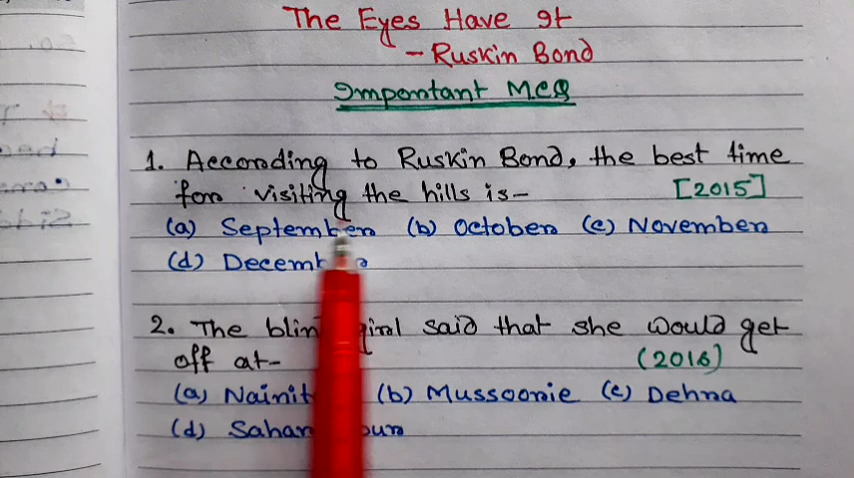 The Eyes Have It
- Ruskin Bond
Important MCQ
1. According to Ruskin Bond, the best time
for visiting the hills is-
[2015]
(a) September (b) October (c) November
(d)
2. The girl said that she would get
off at-
(2016)
(a) (b) Mussoorie (c) Dehra
(d)